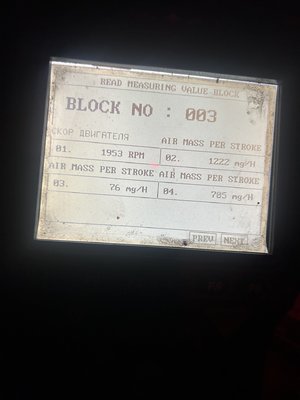 READ MEASURING VALUE BLOCK
BLOCK NO : 003
СКОР ДВИГАТЕЛЯ
AIR MASS PER STROKE
01. 1953 RPM
02. 1222 mg/H
AIR MASS PER STROKE
AIR MASS PER STROKE
03. 76 mg/H
04. 705 mg/H
PREV NEXT